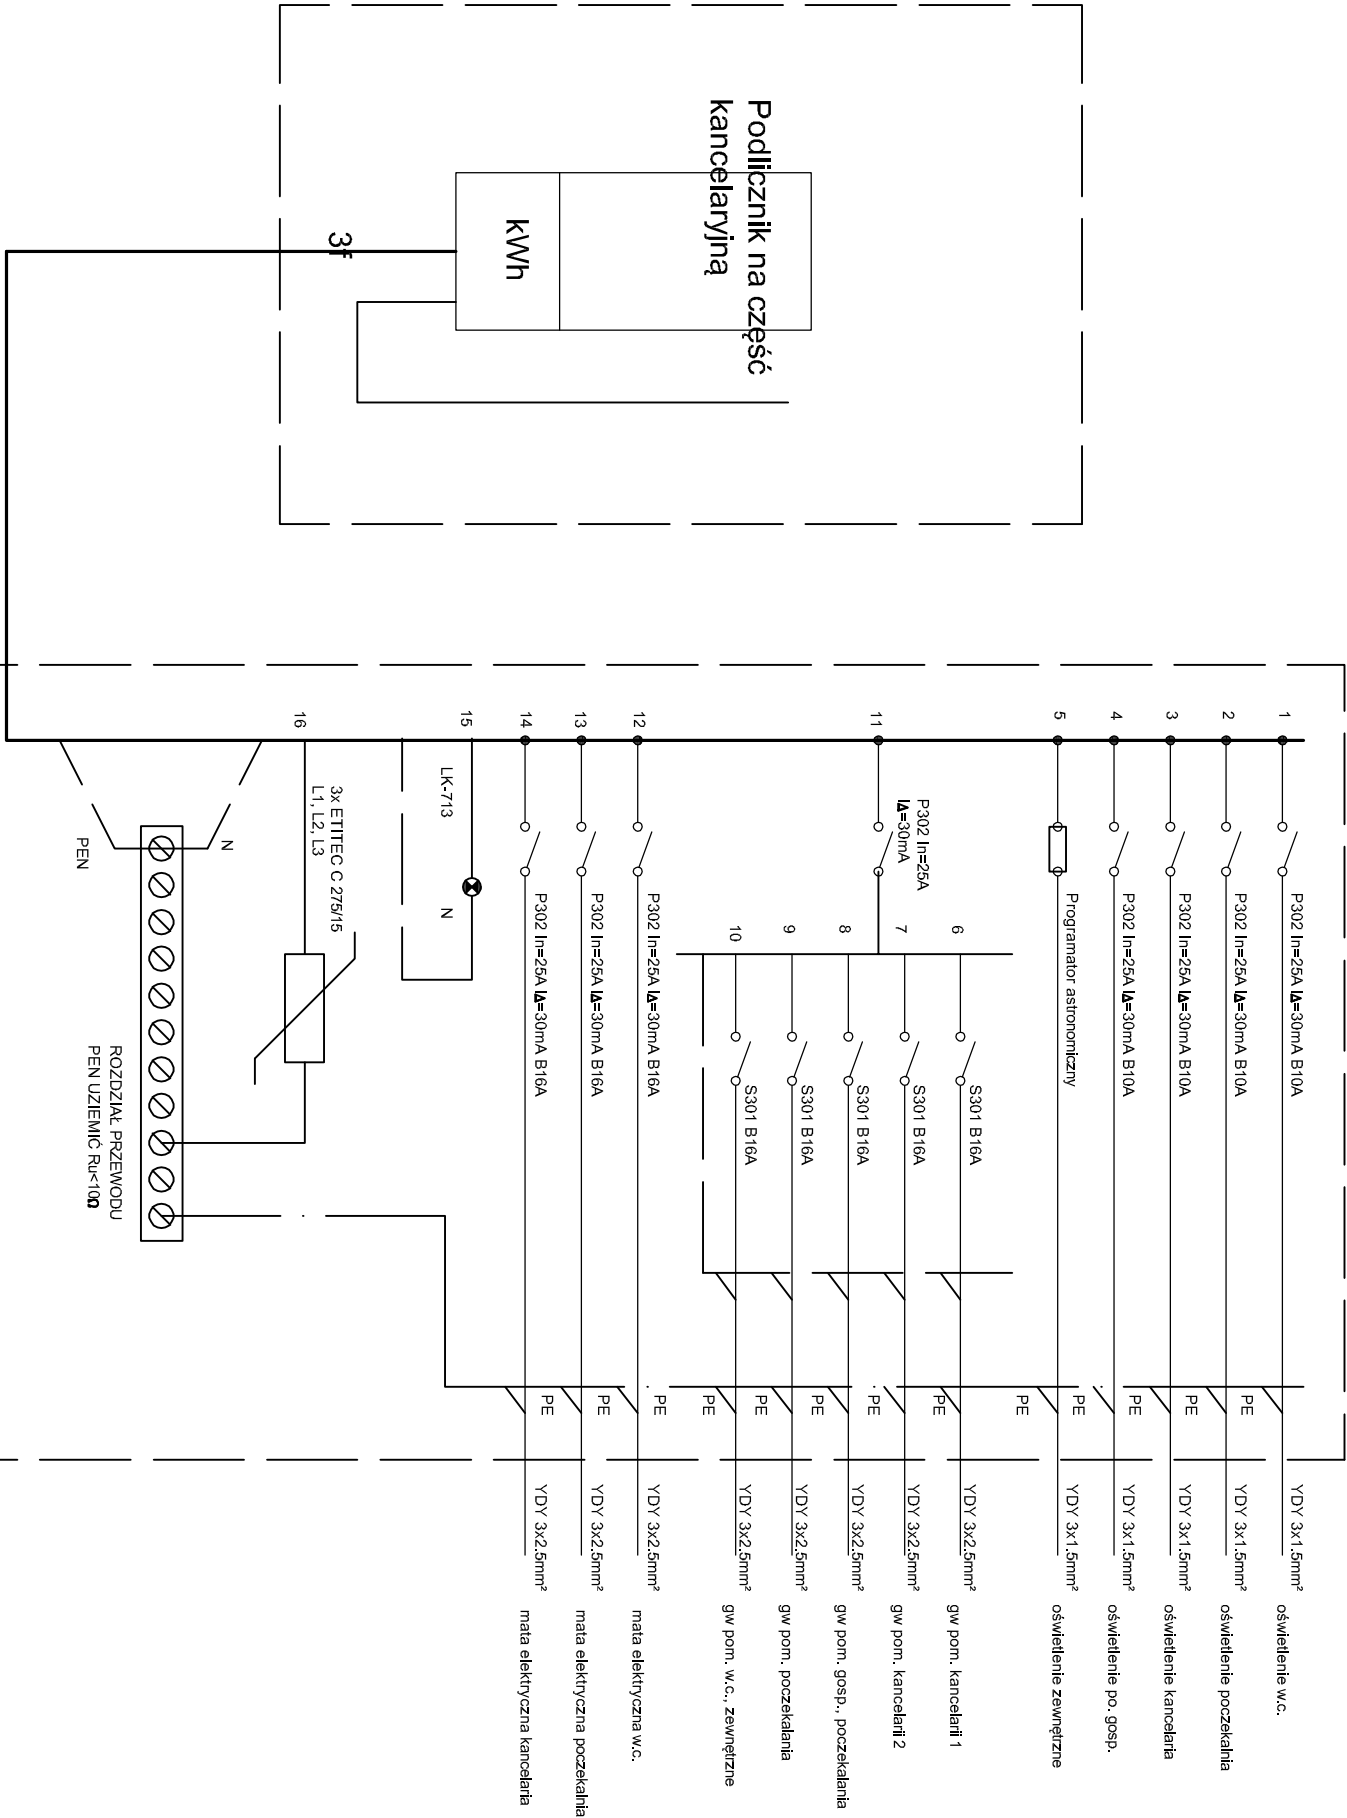 Podlicznik na część
kancelaryjną
kWh
3f
1
P302 In=25A IΔ=30mA B10A
PE
YDY 3x1.5mm²
oświetlenie w.c.
2
P302 In=25A IΔ=30mA B10A
PE
YDY 3x1.5mm²
oświetlenie poczekalnia
3
P302 In=25A IΔ=30mA B10A
PE
YDY 3x1.5mm²
oświetlenie kancelaria
4
P302 In=25A IΔ=30mA B10A
PE
YDY 3x1.5mm²
oświetlenie po. gosp.
5
Programator astronomiczny
PE
YDY 3x1.5mm²
oświetlenie zewnętrzne
11
P302 In=25A
IΔ=30mA
6
S301 B16A
PE
YDY 3x2.5mm²
gw pom. kancelarii 1
7
S301 B16A
PE
YDY 3x2.5mm²
gw pom. kancelarii 2
8
S301 B16A
PE
YDY 3x2.5mm²
gw pom. gosp., poczekalania
9
S301 B16A
PE
YDY 3x2.5mm²
gw pom. poczekalania
10
S301 B16A
PE
YDY 3x2.5mm²
gw pom. w.c., zewnętrzne
12
P302 In=25A IΔ=30mA B16A
PE
YDY 3x2.5mm²
mata elektryczna w.c.
13
P302 In=25A IΔ=30mA B16A
PE
YDY 3x2.5mm²
mata elektryczna poczekalnia
14
P302 In=25A IΔ=30mA B16A
PE
YDY 3x2.5mm²
mata elektryczna kancelaria
15
LK-713
N
16
3x ETITEC C 275/15
L1, L2, L3
N
PEN
ROZDZIAŁ PRZEWODU
PEN UZIEMIĆ Ru<10Ω